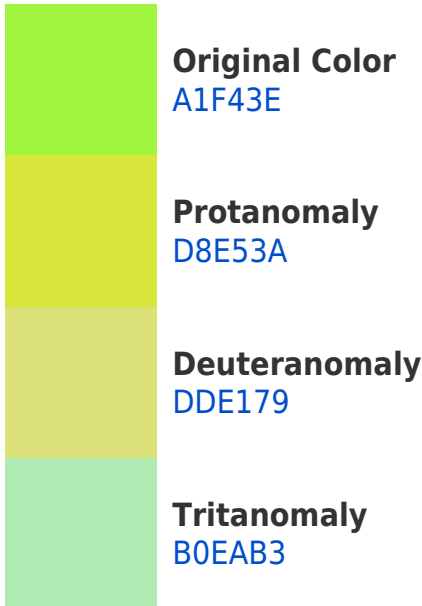 Original Color
A1F43E
Protanomaly
D8E53A
Deuteranomaly
DDE179
Tritanomaly
B0EAB3